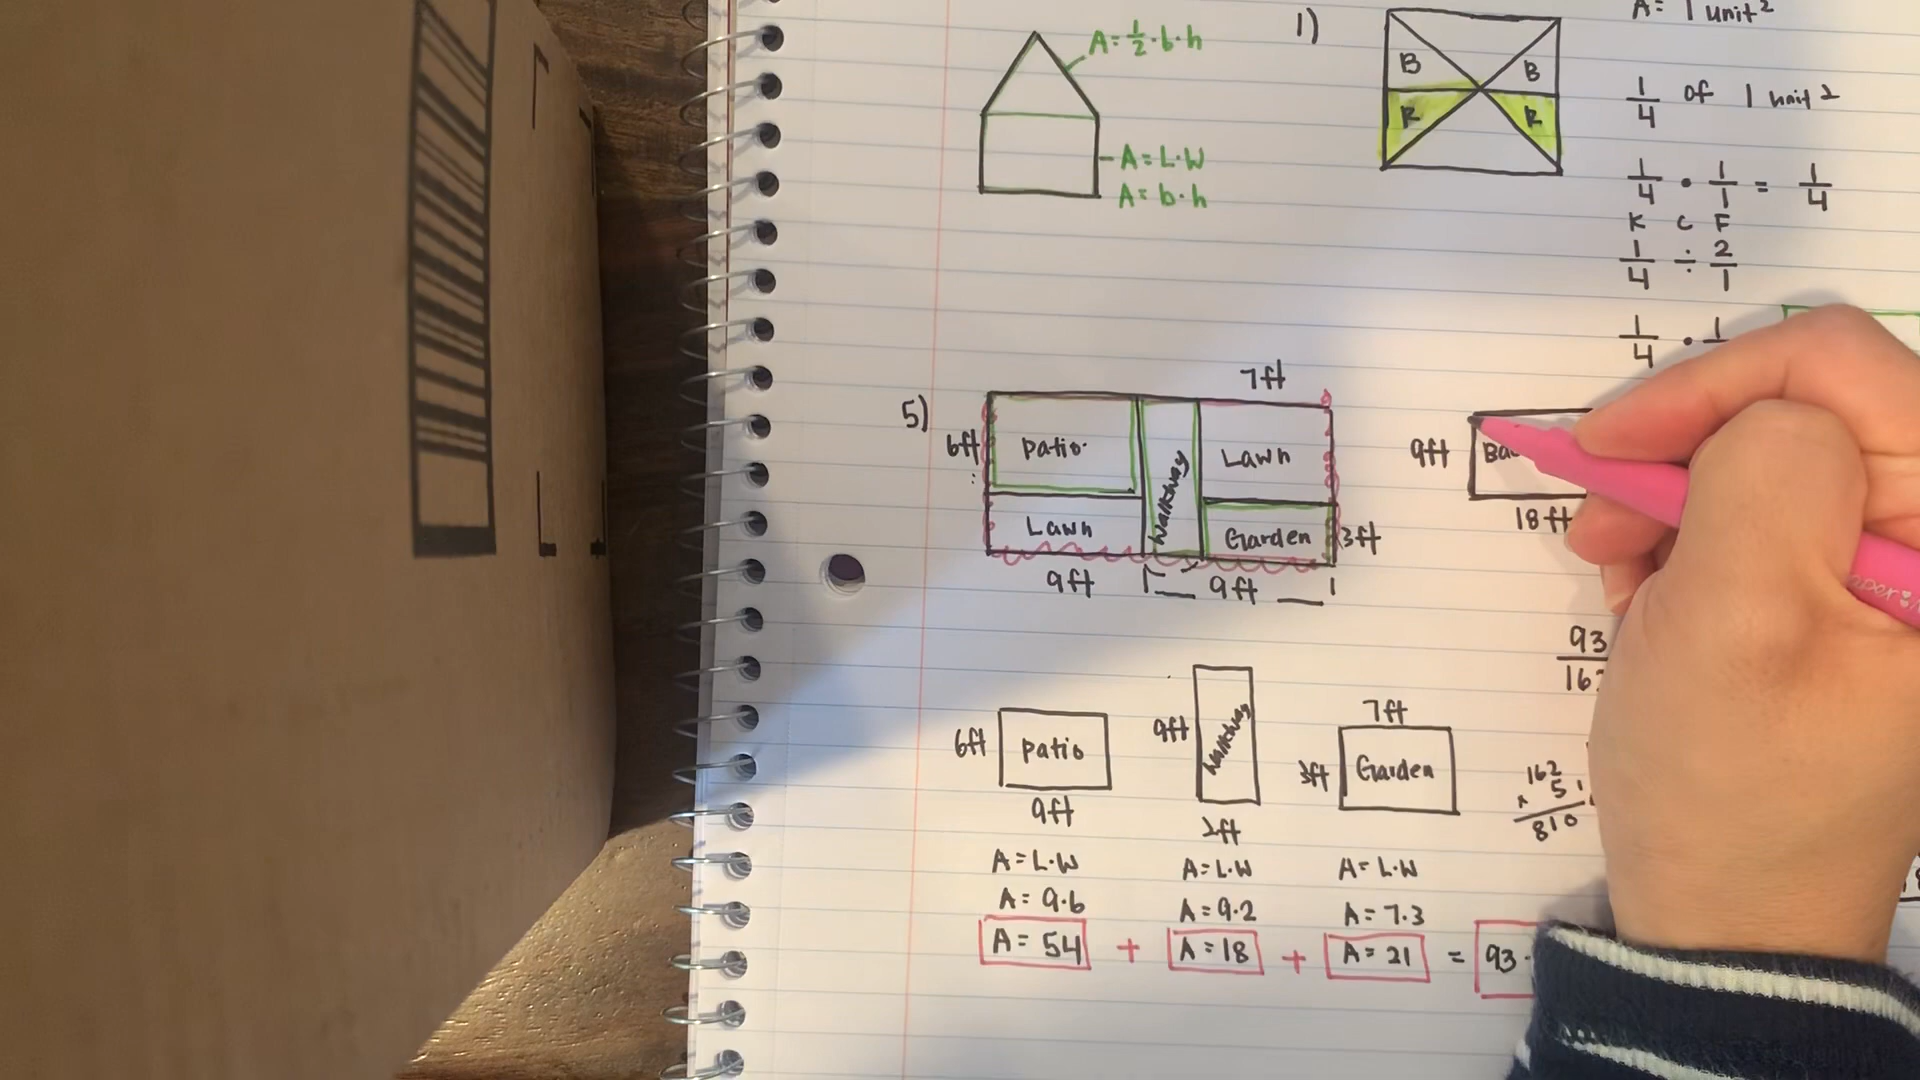 A = 1/2 · b · h
A = L · W
A = b · h
1)
B B
R R
A = 1 unit²
1/4 of 1 unit²
1/4 · 1/1 = 1/4
K C F
1/4 ÷ 2/1
1/4 · 1
5)
7ft
6ft
Patio
Walkway
Lawn
Lawn
Garden
3ft
9ft
9ft
9ft
18ft
93
6ft
Patio
9ft
9ft
Walkway
2ft
7ft
3ft
Garden
162
× 5
810
A = L · W
A = 9 · 6
A = 54
+
A = L · W
A = 9 · 2
A = 18
+
A = L · W
A = 7 · 3
A = 21
= 93